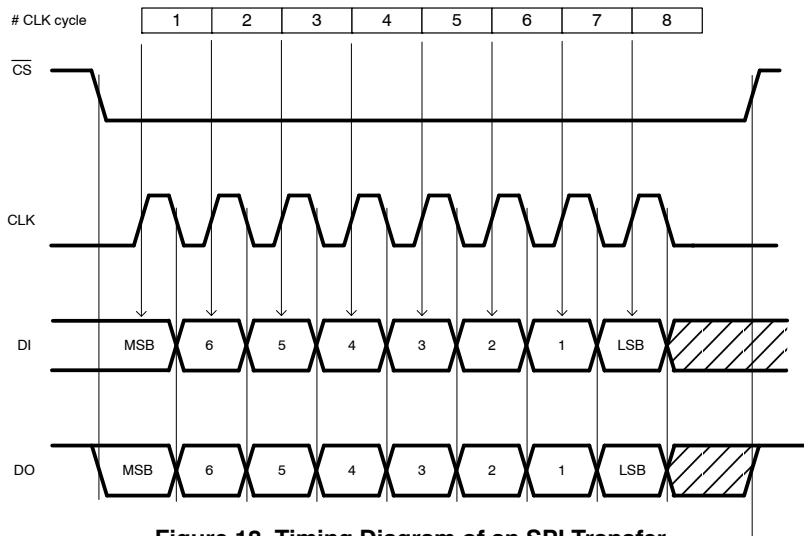 # CLK cycle 1 2 3 4 5 6 7 8
CS
CLK
DI MSB 6 5 4 3 2 1 LSB
DO MSB 6 5 4 3 2 1 LSB
Figure 18. Timing Diagram of an SPI Transfer